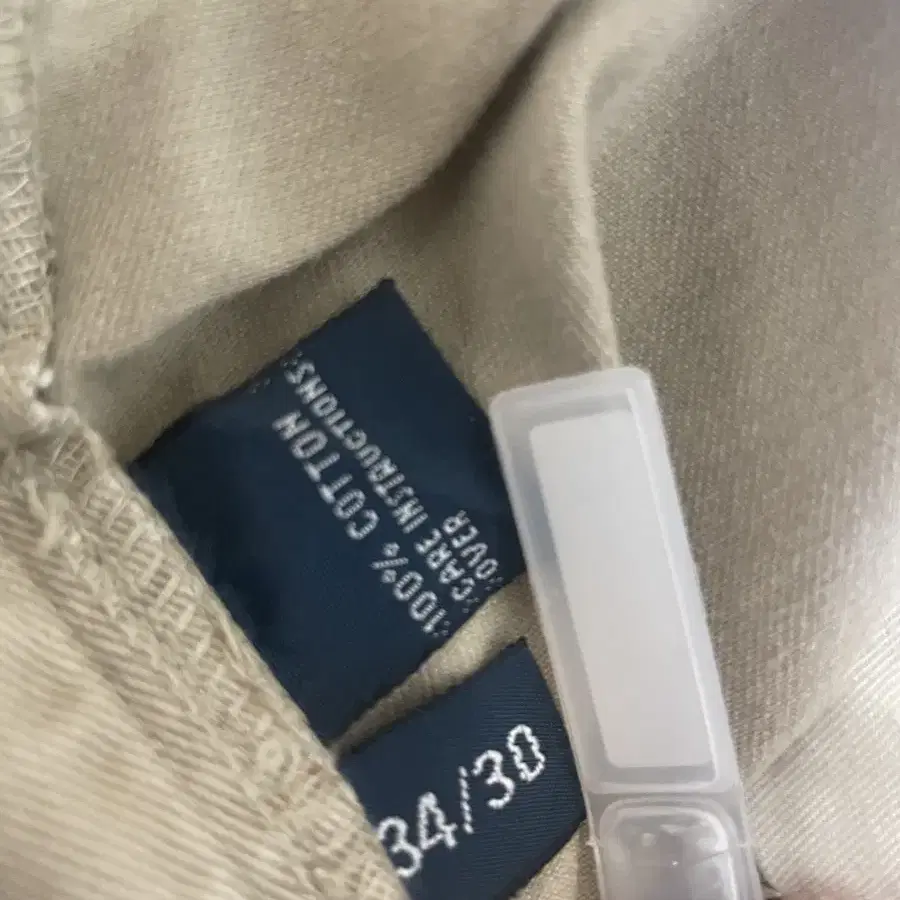 100% COTTON
CARE INSTRUCTIONS:
OVER
34/30